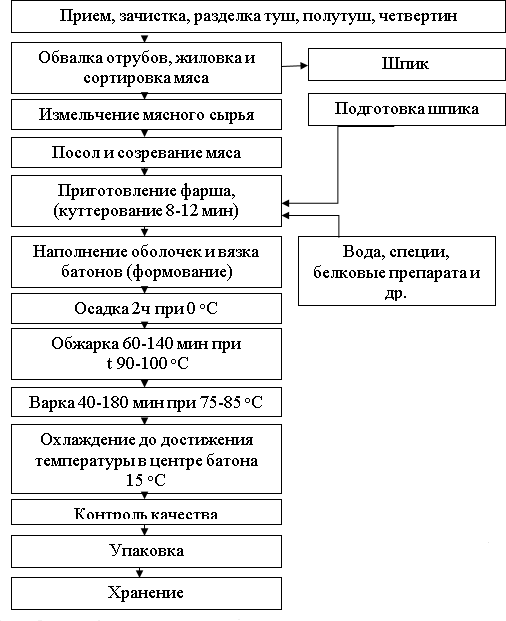 Прием, зачистка, разделка туш, полутуш, четвертин
Обвалка отрубов, жиловка и
сортировка мяса
Шпик
Измельчение мясного сырья
Подготовка шпика
Посол и созревание мяса
Приготовление фарша,
(куттерование 8-12 мин)
Наполнение оболочек и вязка
батонов (формование)
Вода, специи,
белковые препарата и
др.
Осадка 2ч при 0 °С
Обжарка 60-140 мин при
t 90-100 °С
Варка 40-180 мин при 75-85 °С
Охлаждение до достижения
температуры в центре батона
15 °С
Контроль качества
Упаковка
Хранение